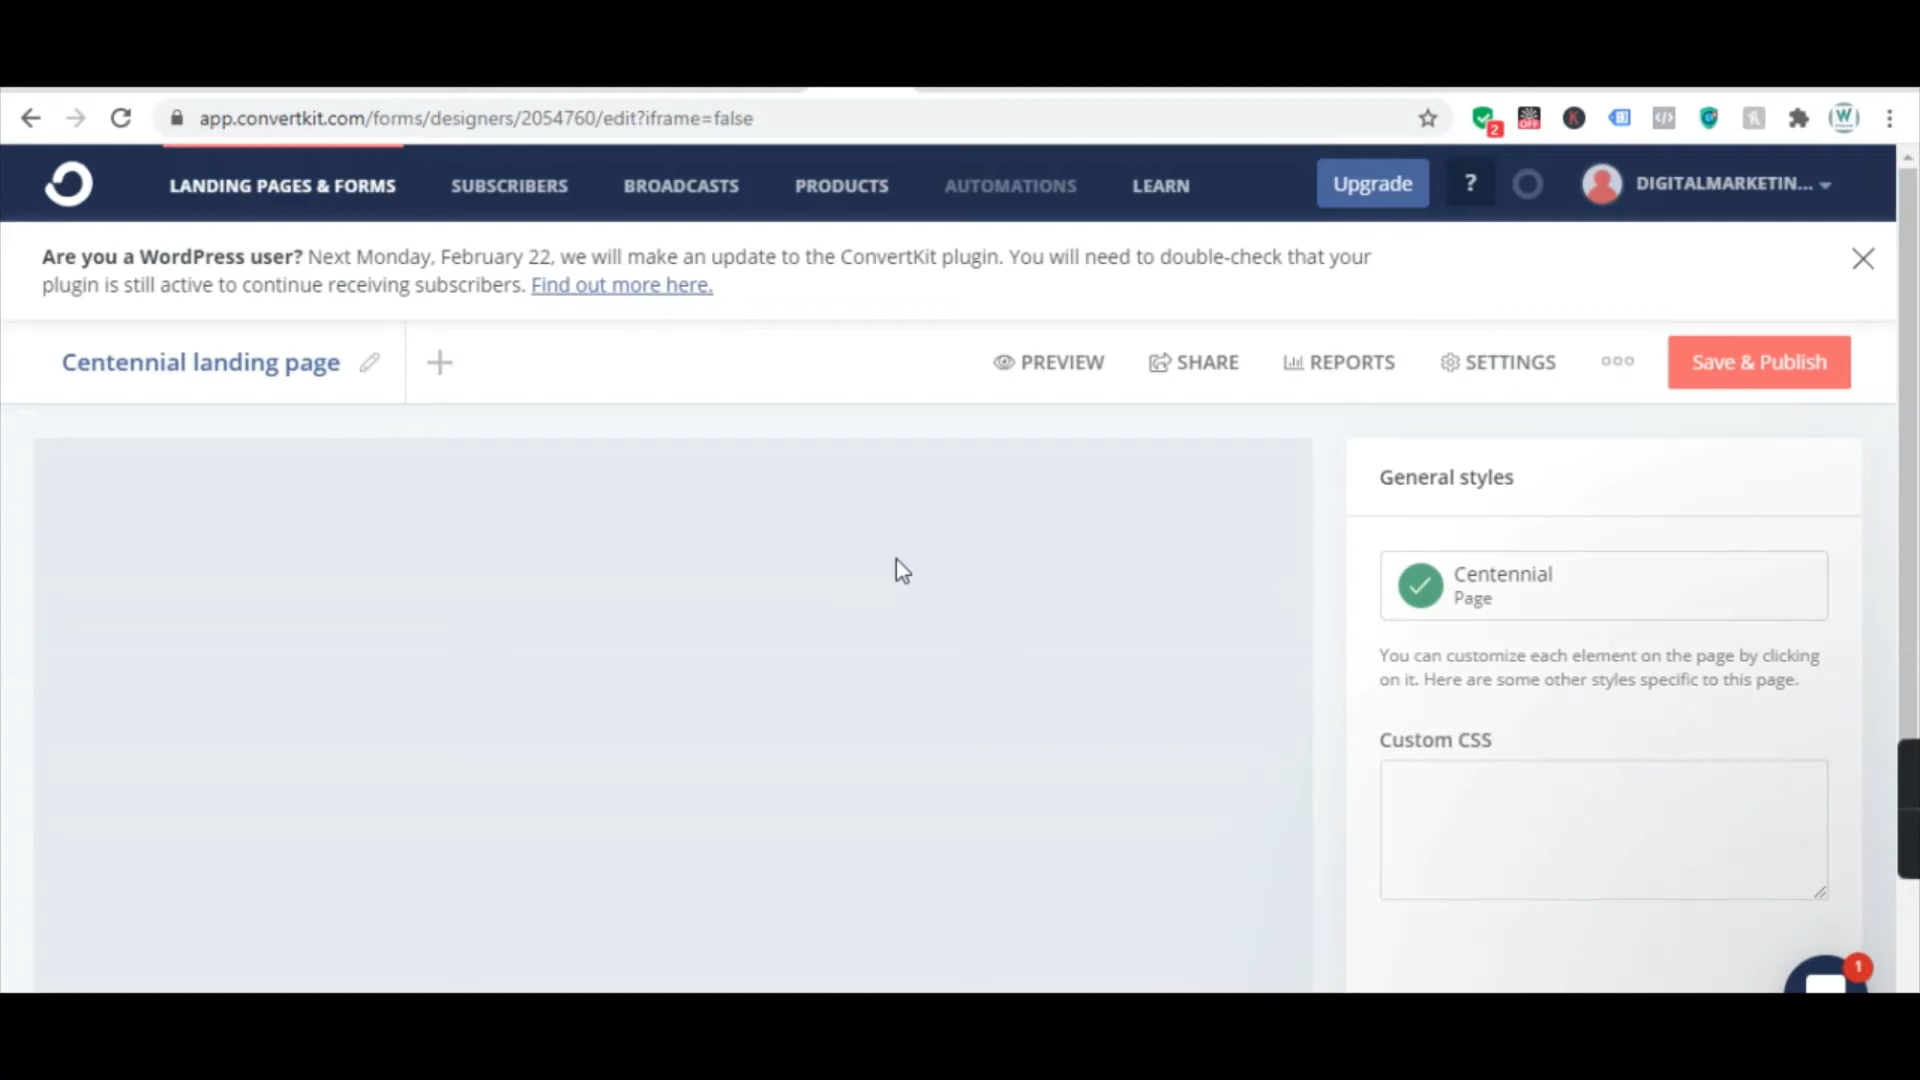 app.convertkit.com/forms/designers/2054760/edit?iframe=false
2
OFF
K
W
LANDING PAGES & FORMS
SUBSCRIBERS
BROADCASTS
PRODUCTS
AUTOMATIONS
LEARN
Upgrade
?
DIGITALMARKETIN...
Are you a WordPress user? Next Monday, February 22, we will make an update to the ConvertKit plugin. You will need to double-check that your
plugin is still active to continue receiving subscribers. Find out more here.
Centennial landing page
PREVIEW
SHARE
REPORTS
SETTINGS
Save & Publish
General styles
Centennial
Page
You can customize each element on the page by clicking
on it. Here are some other styles specific to this page.
Custom CSS
1